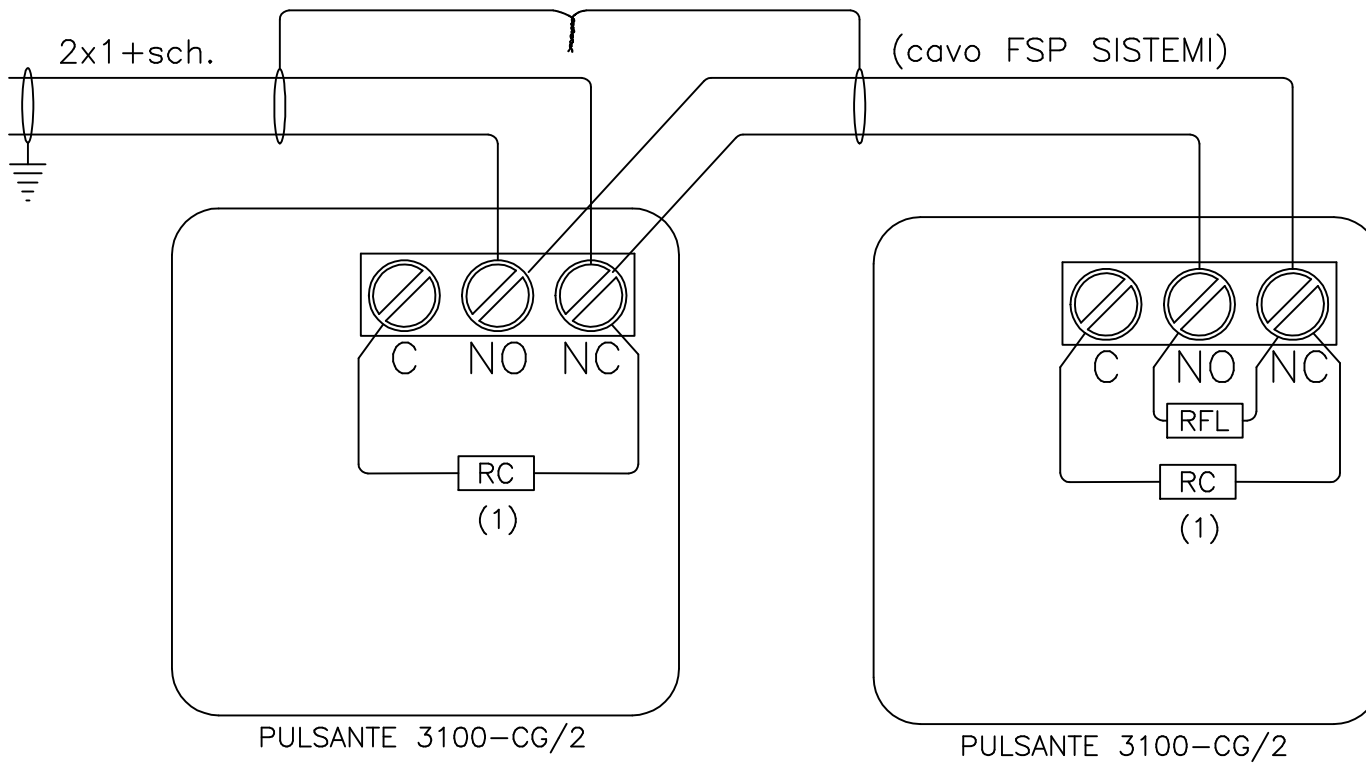 2x1+sch.
(cavo FSP SISTEMI)
C NO NC
RC
(1)
PULSANTE 3100-CG/2
C NO NC
RFL
RC
(1)
PULSANTE 3100-CG/2